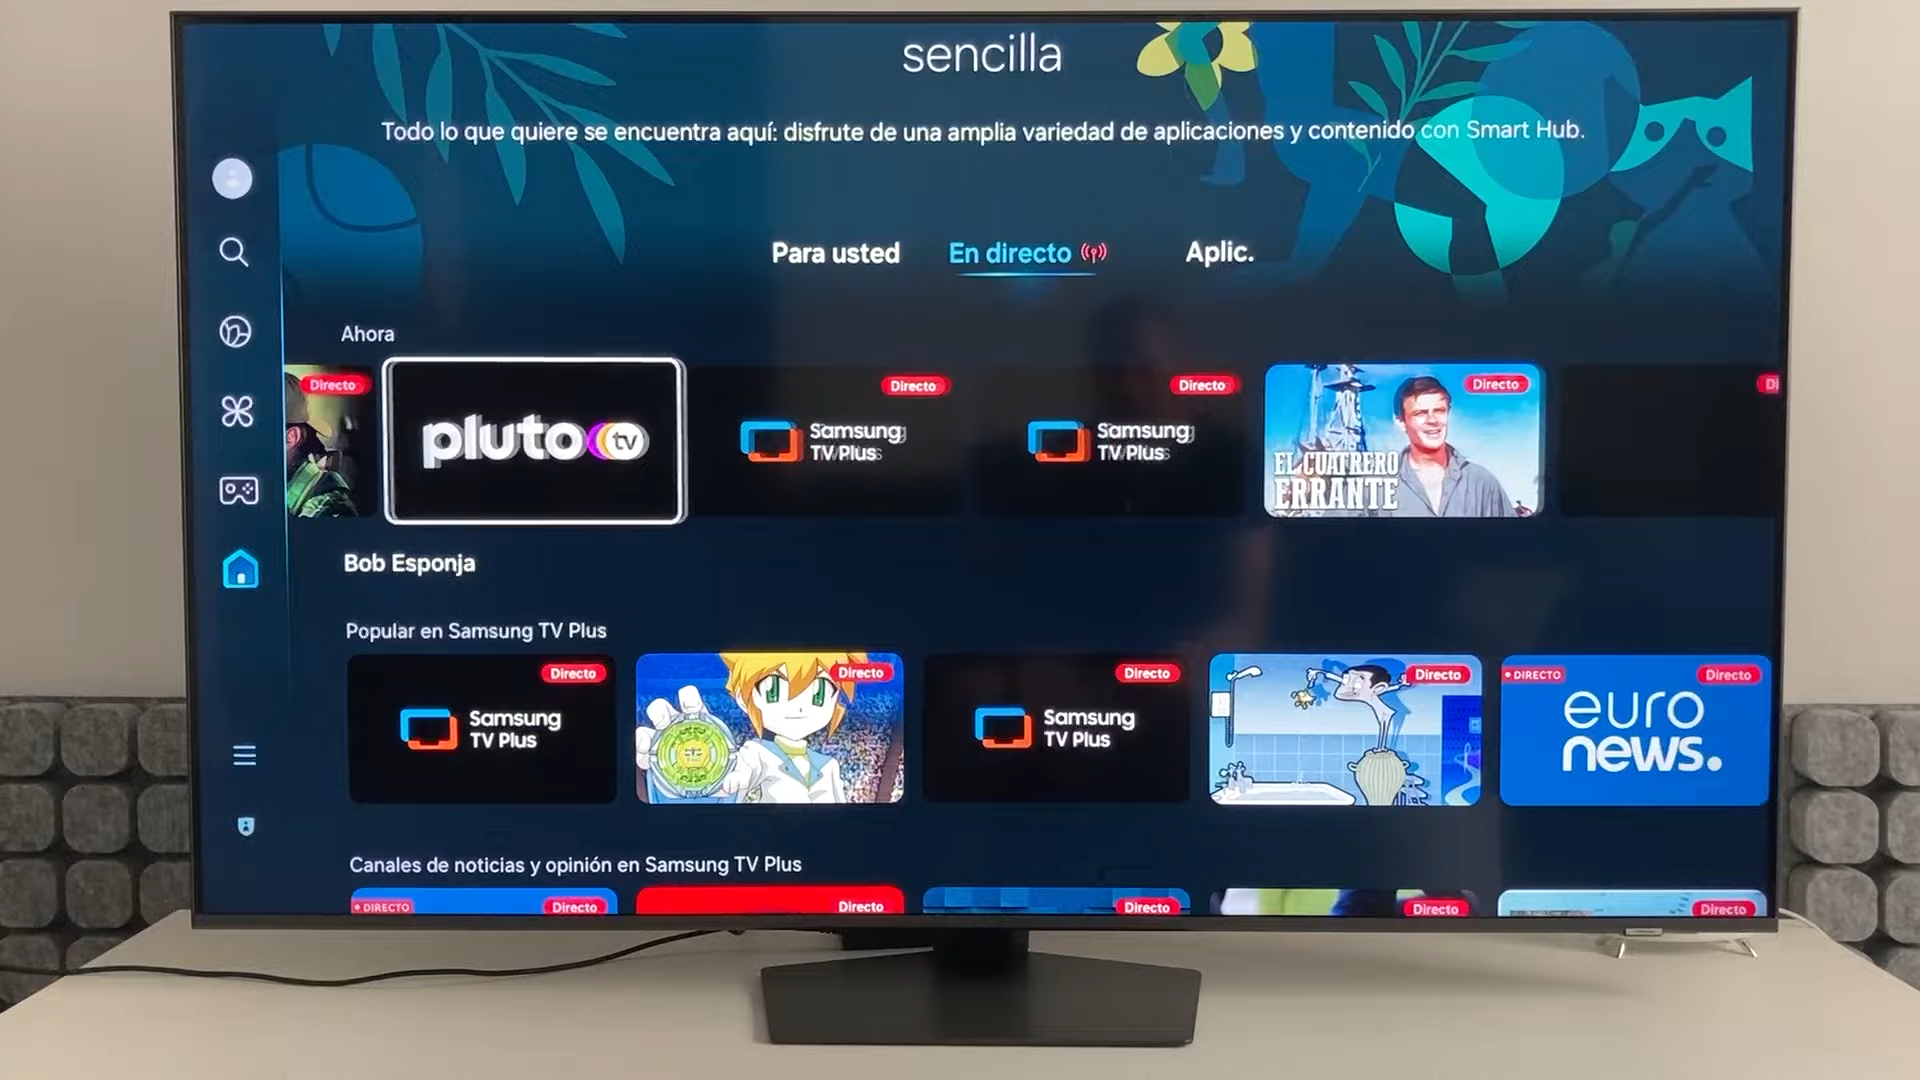 sencilla
Todo lo que quiere se encuentra aquí: disfrute de una amplia variedad de aplicaciones y contenido con Smart Hub.
Para usted
En directo
Aplic.
Ahora
Directo
pluto tv
Directo
Samsung
TV Plus
Directo
Samsung
TV Plus
Directo
EL CUATRERO
ERRANTE
Di
Bob Esponja
Popular en Samsung TV Plus
Directo
Samsung
TV Plus
Directo
Directo
Samsung
TV Plus
Directo
DIRECTO
Directo
euro
news.
Canales de noticias y opinión en Samsung TV Plus
DIRECTO
Directo
Directo
Directo
Directo
Directo